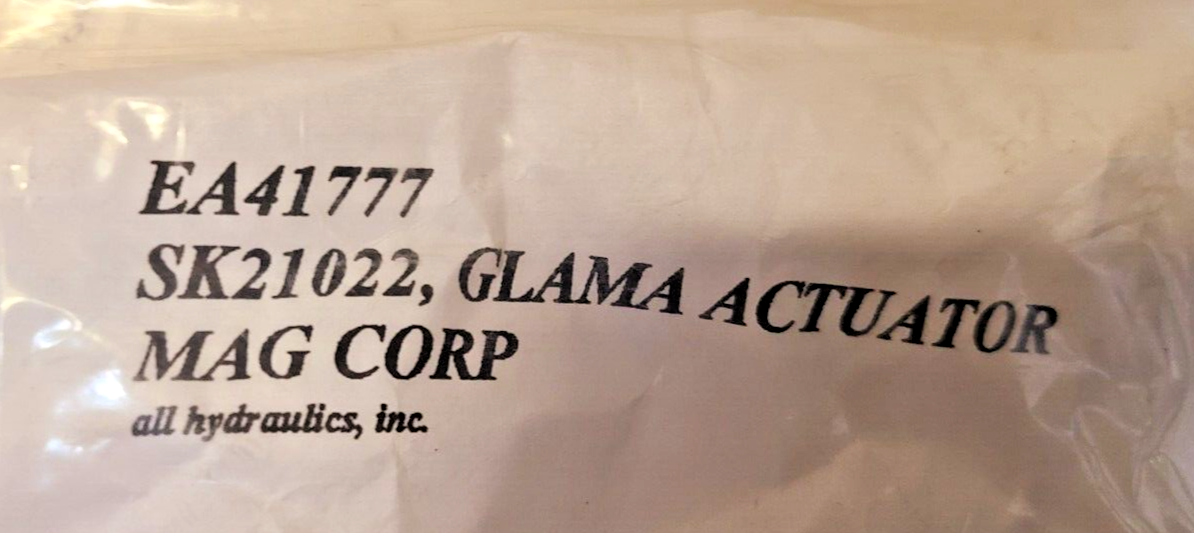 EA41777
SK21022, GLAMA ACTUATOR
MAG CORP
all hydraulics, inc.